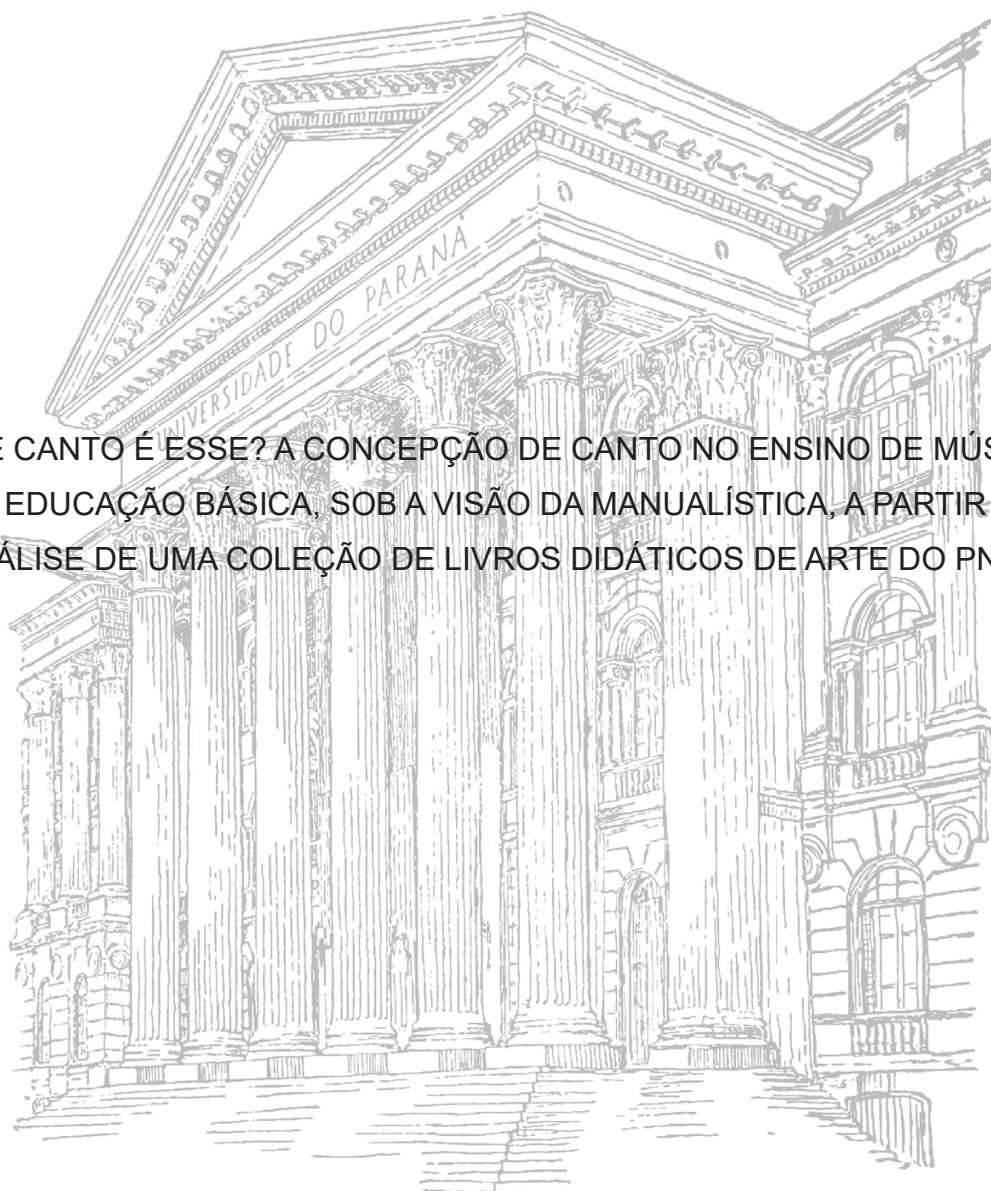 UNIVERSIDADE DO PARANÁ
E CANTO É ESSE? A CONCEPÇÃO DE CANTO NO ENSINO DE MÚS
EDUCAÇÃO BÁSICA, SOB A VISÃO DA MANUALÍSTICA, A PARTIR
ÁLISE DE UMA COLEÇÃO DE LIVROS DIDÁTICOS DE ARTE DO PN